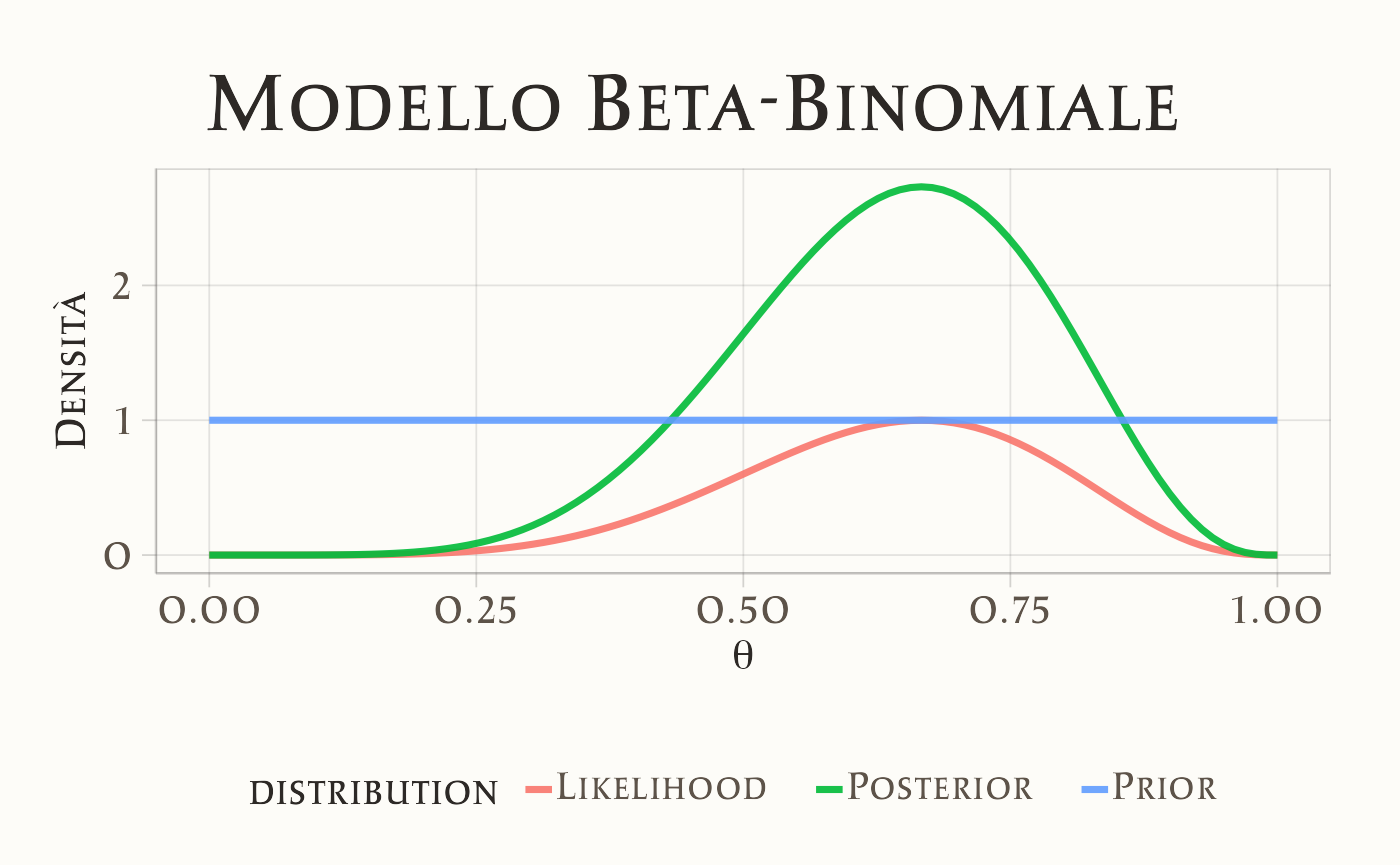 Modello Beta-Binomiale
Densità
2
1
0
0.00 0.25 0.50 0.75 1.00
θ
distribution Likelihood Posterior Prior